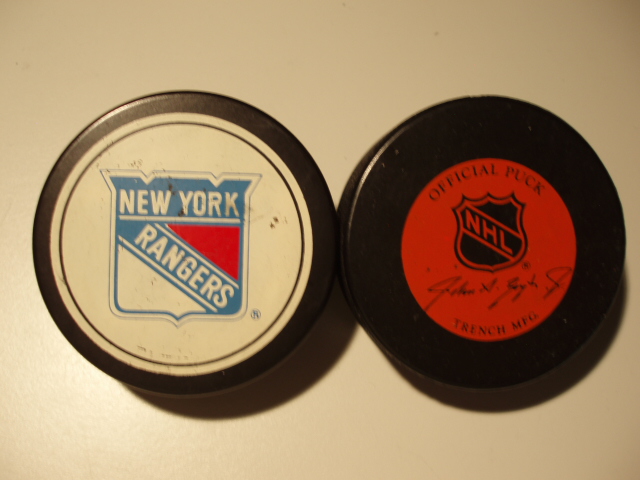 NEW YORK
RANGERS
®
OFFICIAL PUCK
NHL
®
TRENCH MFG.